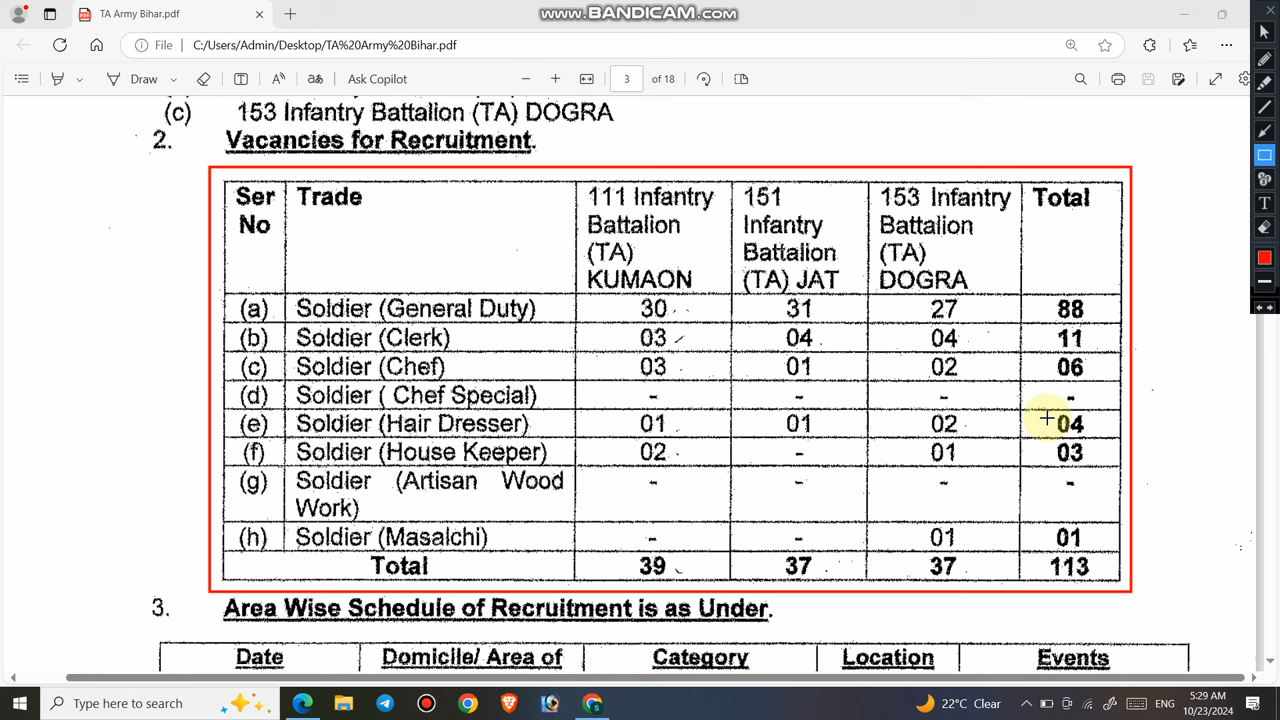 TA Army Bihar.pdf
www.BANDICAM.com
File C:/Users/Admin/Desktop/TA%20Army%20Bihar.pdf
Draw
Ask Copilot
3 of 18
(c) 153 Infantry Battalion (TA) DOGRA
2. Vacancies for Recruitment.
Ser No Trade 111 Infantry Battalion (TA) KUMAON 151 Infantry Battalion (TA) JAT 153 Infantry Battalion (TA) DOGRA Total
(a) Soldier (General Duty) 30 31 27 88
(b) Soldier (Clerk) 03 04 04 11
(c) Soldier (Chef) 03 01 02 06
(d) Soldier ( Chef Special) - - - -
(e) Soldier (Hair Dresser) 01 01 02 04
(f) Soldier (House Keeper) 02 - 01 03
(g) Soldier (Artisan Wood Work) - - - -
(h) Soldier (Masalchi) - - 01 01
Total 39 37 37 113
3. Area Wise Schedule of Recruitment is as Under.
Date Domicile/ Area of Category Location Events
Type here to search
22°C Clear
5:29 AM
10/23/2024